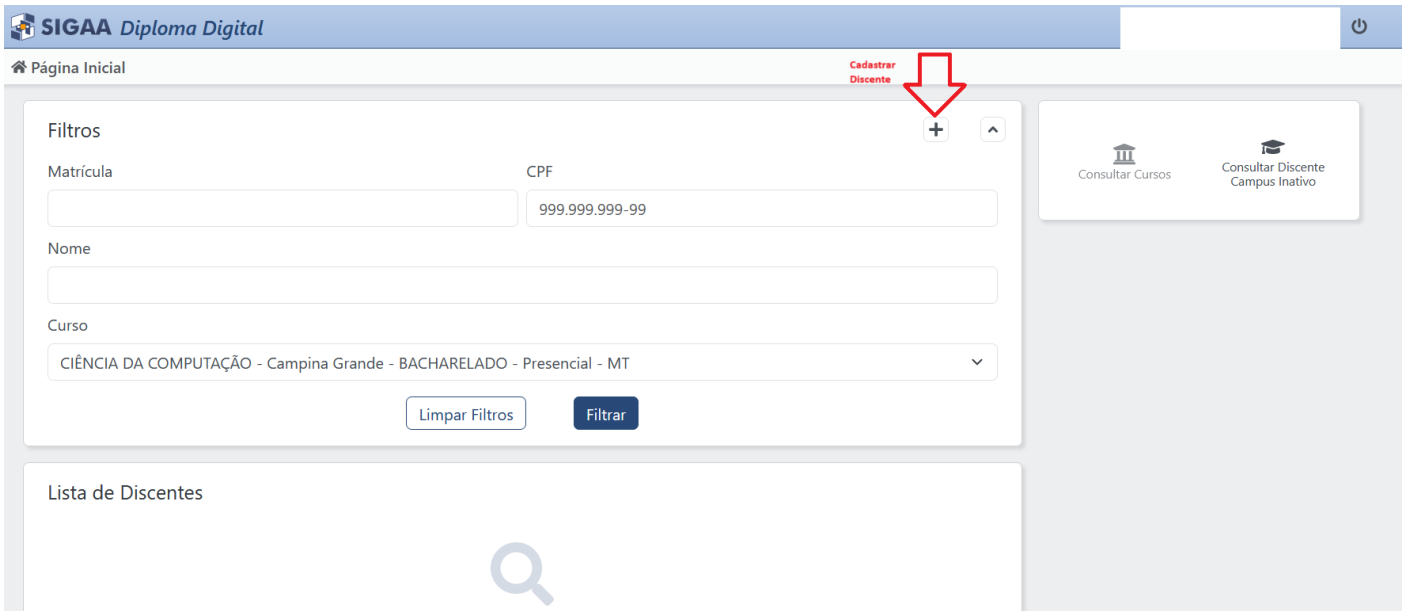 SIGAA Diploma Digital
Página Inicial
Cadastrar
Discente
Filtros
Matrícula
CPF
999.999.999-99
Nome
Curso
CIÊNCIA DA COMPUTAÇÃO - Campina Grande - BACHARELADO - Presencial - MT
Limpar Filtros
Filtrar
Lista de Discentes
Consultar Cursos
Consultar Discente
Campus Inativo